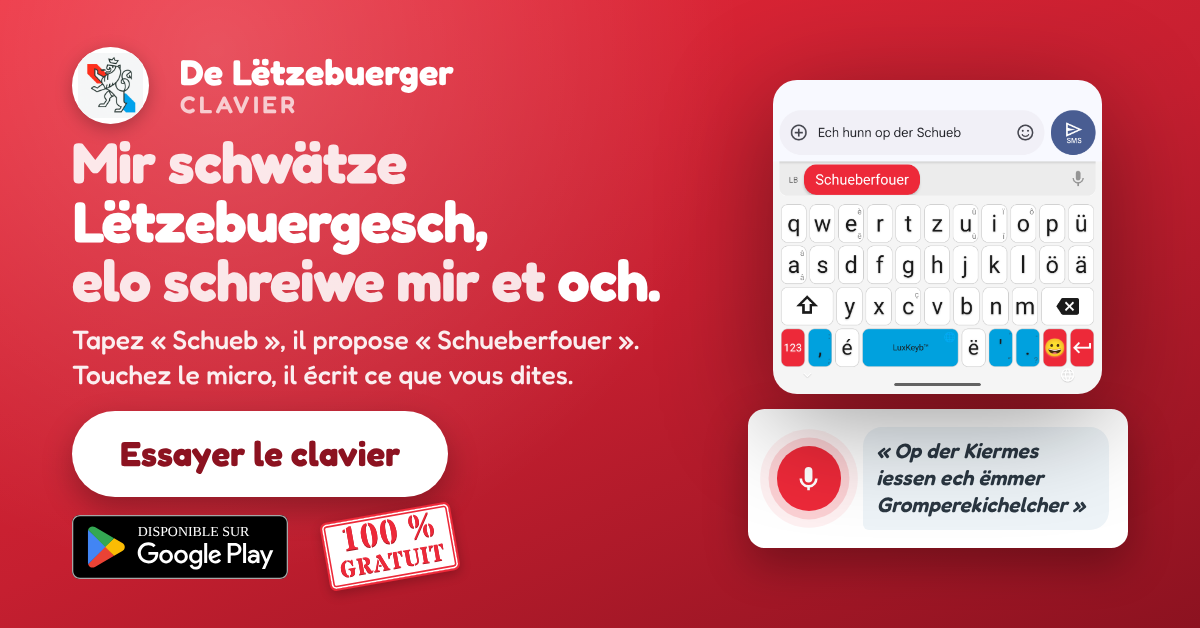 De Lëtzebuerger
CLAVIER
Mir schwätze
Lëtzebuergesch,
elo schreiwe mir et och.
Tapez « Schueb », il propose « Schueberfouer ».
Touchez le micro, il écrit ce que vous dites.
Essayer le clavier
DISPONIBLE SUR
Google Play
100 %
GRATUIT
Ech hunn op der Schueb
SMS
LB Schueberfouer
q w e r t z u i o p ü
a s d f g h j k l ö ä
y x c v b n m
123 , é LuxKeyb™ ë ' .
« Op der Kiermes
iessen ech ëmmer
Gromperekichelcher »